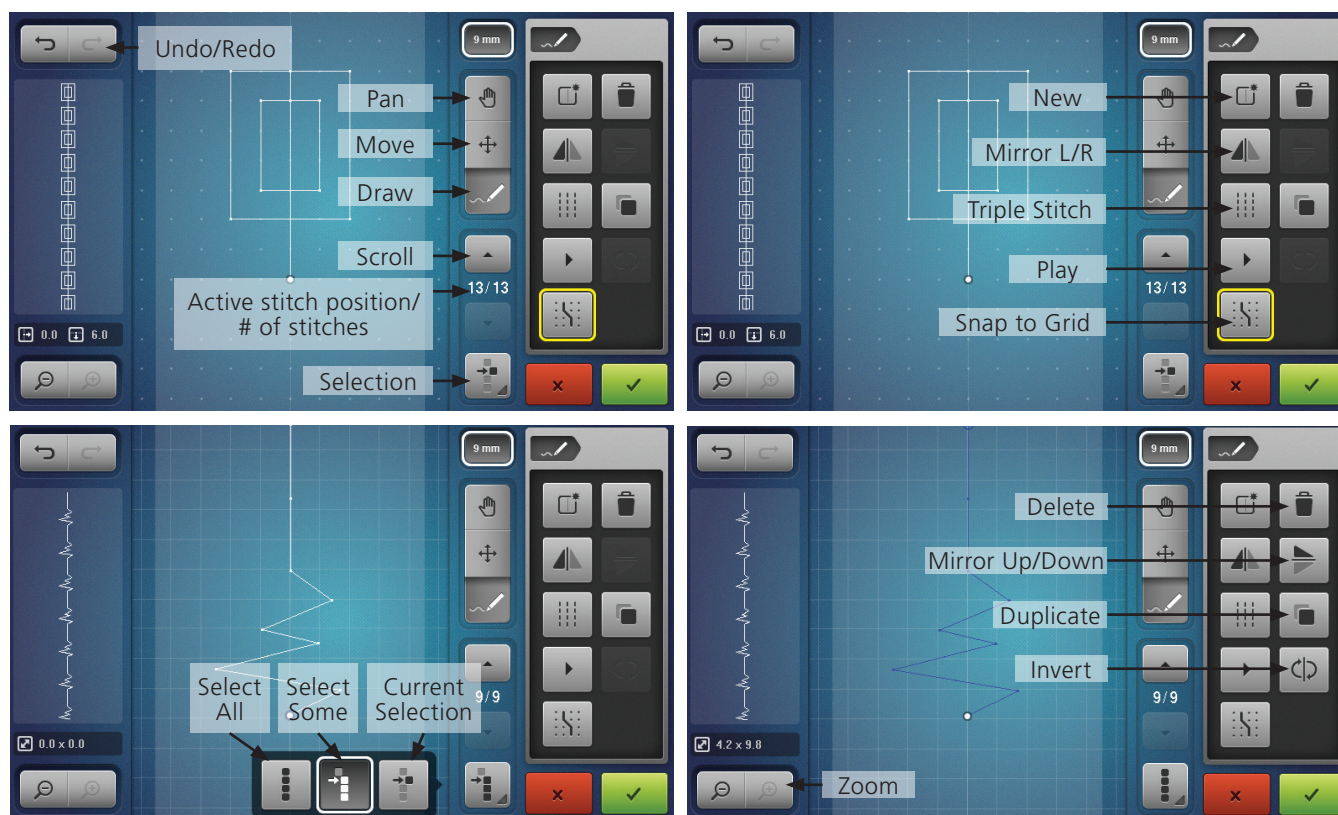 9 mm
Undo/Redo
Pan
Move
Draw
Scroll
13/13
Active stitch position/
# of stitches
0.0 6.0
Selection
9 mm
New
Mirror L/R
Triple Stitch
Play
13/13
Snap to Grid
0.0 6.0
9 mm
Select
All
Select
Some
Current
Selection
9/9
0.0 x 0.0
9 mm
Delete
Mirror Up/Down
Duplicate
Invert
9/9
4.2 x 9.8
Zoom